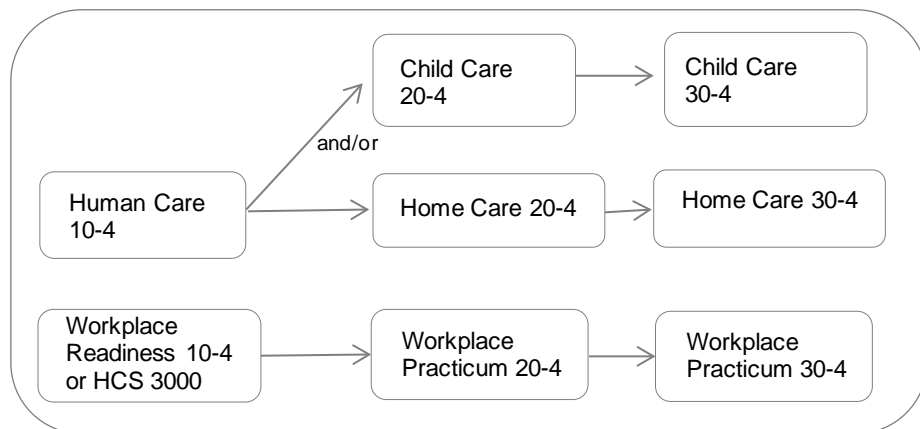 Child Care
20-4
Child Care
30-4
and/or
Human Care
10-4
Home Care 20-4
Home Care 30-4
Workplace
Readiness 10-4
or HCS 3000
Workplace
Practicum 20-4
Workplace
Practicum 30-4